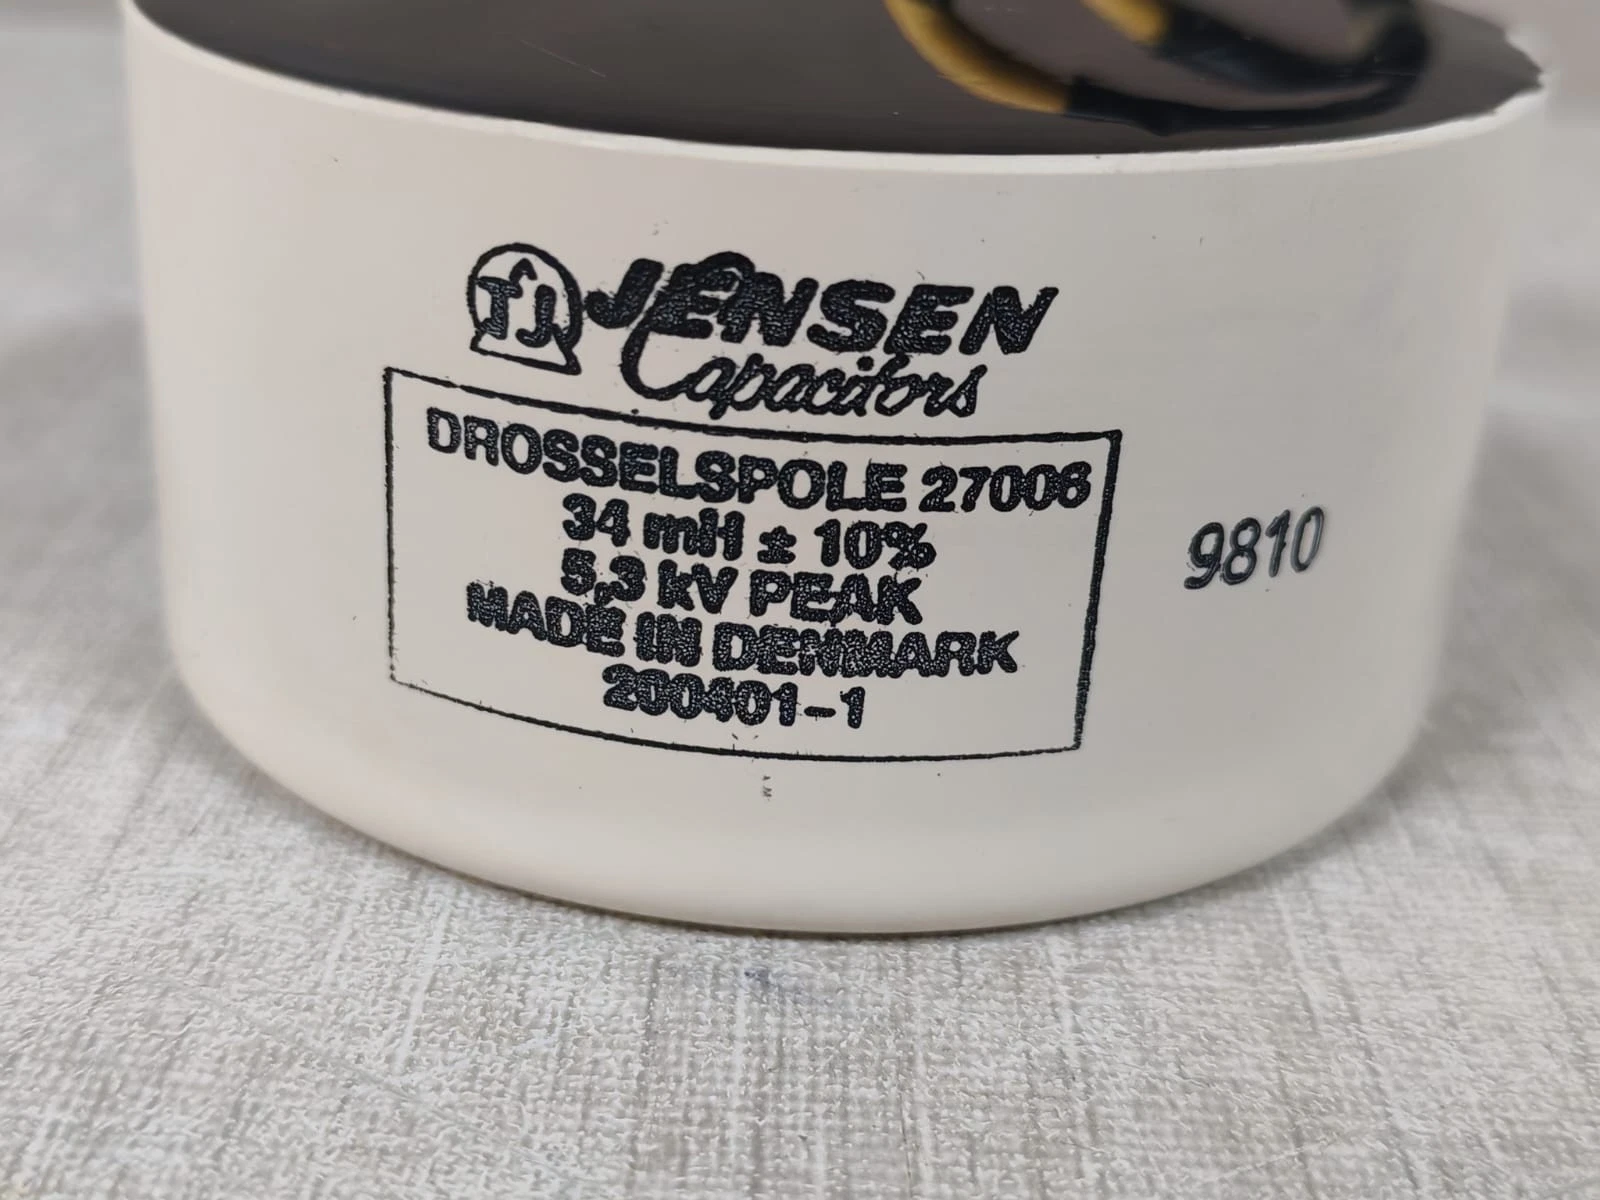 TJ JENSEN
Capacitors
DROSSELSPOLE 27006
34 mH ± 10%
5,3 kV PEAK
MADE IN DENMARK
200401-1
9810